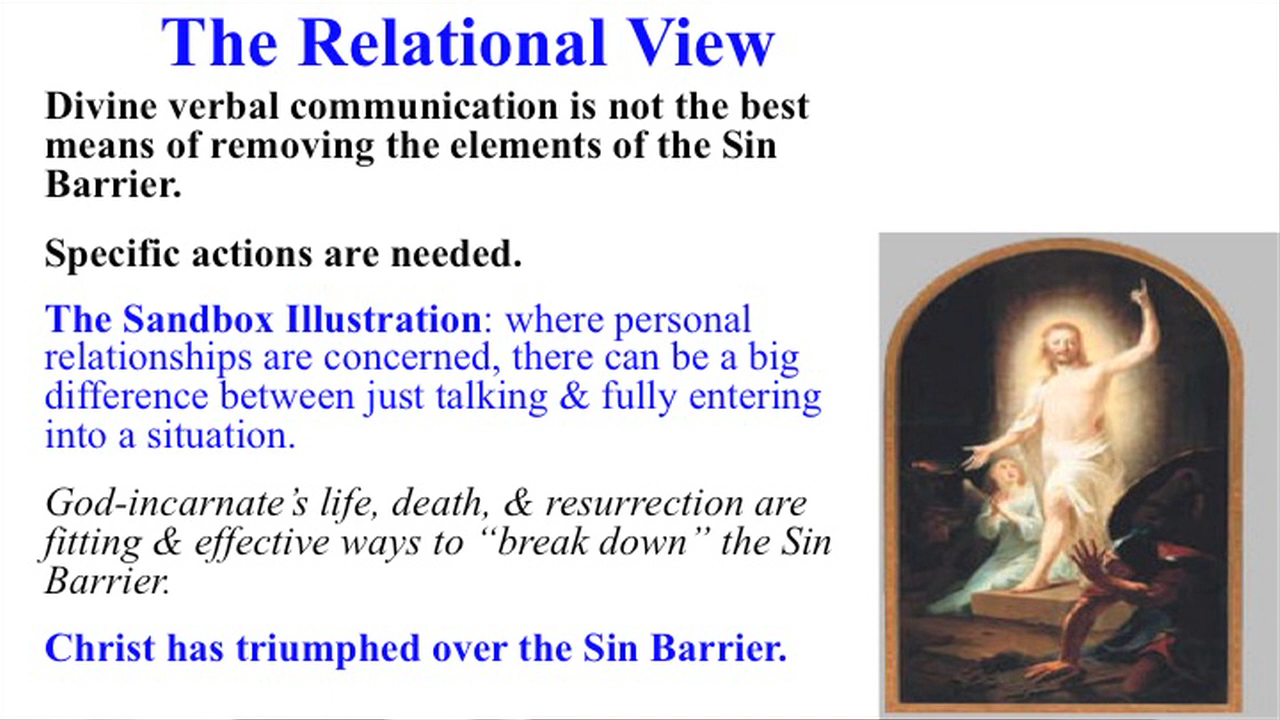 The Relational View
Divine verbal communication is not the best
means of removing the elements of the Sin
Barrier.
Specific actions are needed.
The Sandbox Illustration: where personal
relationships are concerned, there can be a big
difference between just talking & fully entering
into a situation.
God-incarnate’s life, death, & resurrection are
fitting & effective ways to “break down” the Sin
Barrier.
Christ has triumphed over the Sin Barrier.